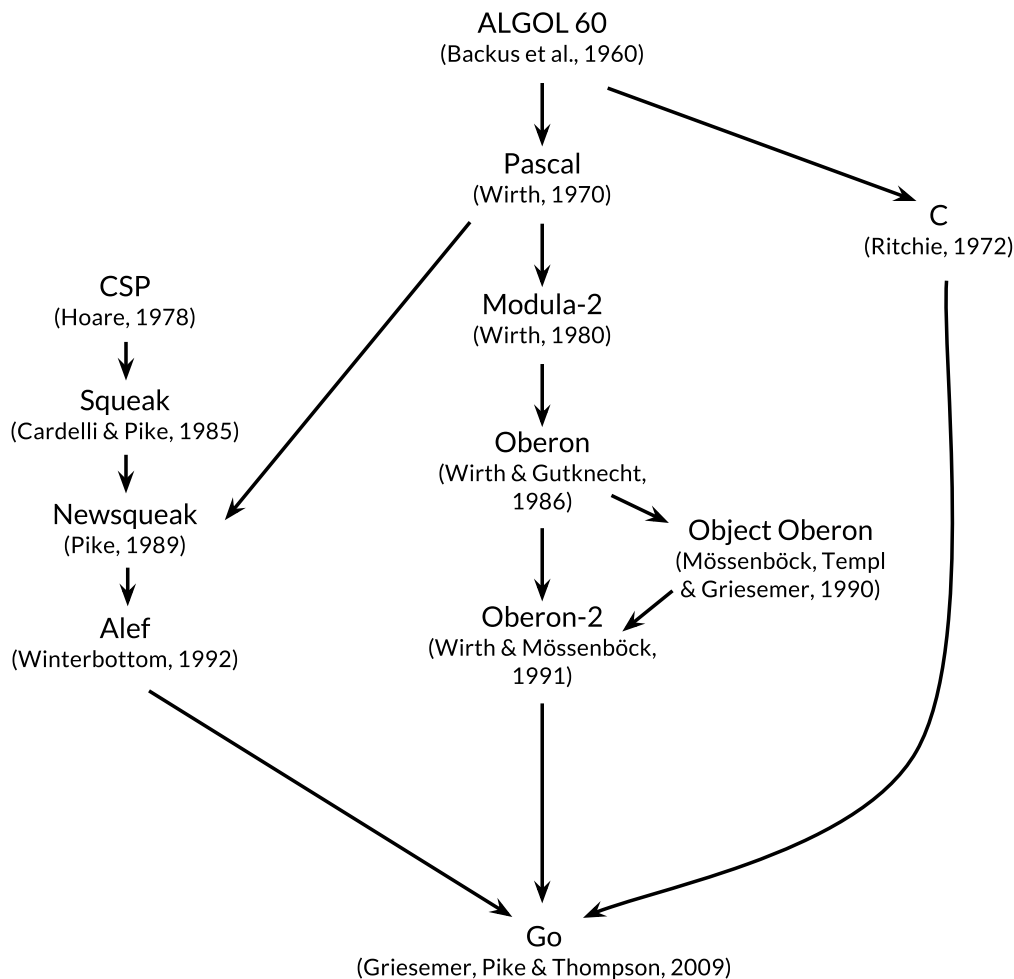 ALGOL 60
(Backus et al., 1960)
Pascal
(Wirth, 1970)
C
(Ritchie, 1972)
CSP
(Hoare, 1978)
Modula-2
(Wirth, 1980)
Squeak
(Cardelli & Pike, 1985)
Oberon
(Wirth & Gutknecht,
1986)
Newsqueak
(Pike, 1989)
Object Oberon
(Mössenböck, Templ
& Griesemer, 1990)
Alef
(Winterbottom, 1992)
Oberon-2
(Wirth & Mössenböck,
1991)
Go
(Griesemer, Pike & Thompson, 2009)